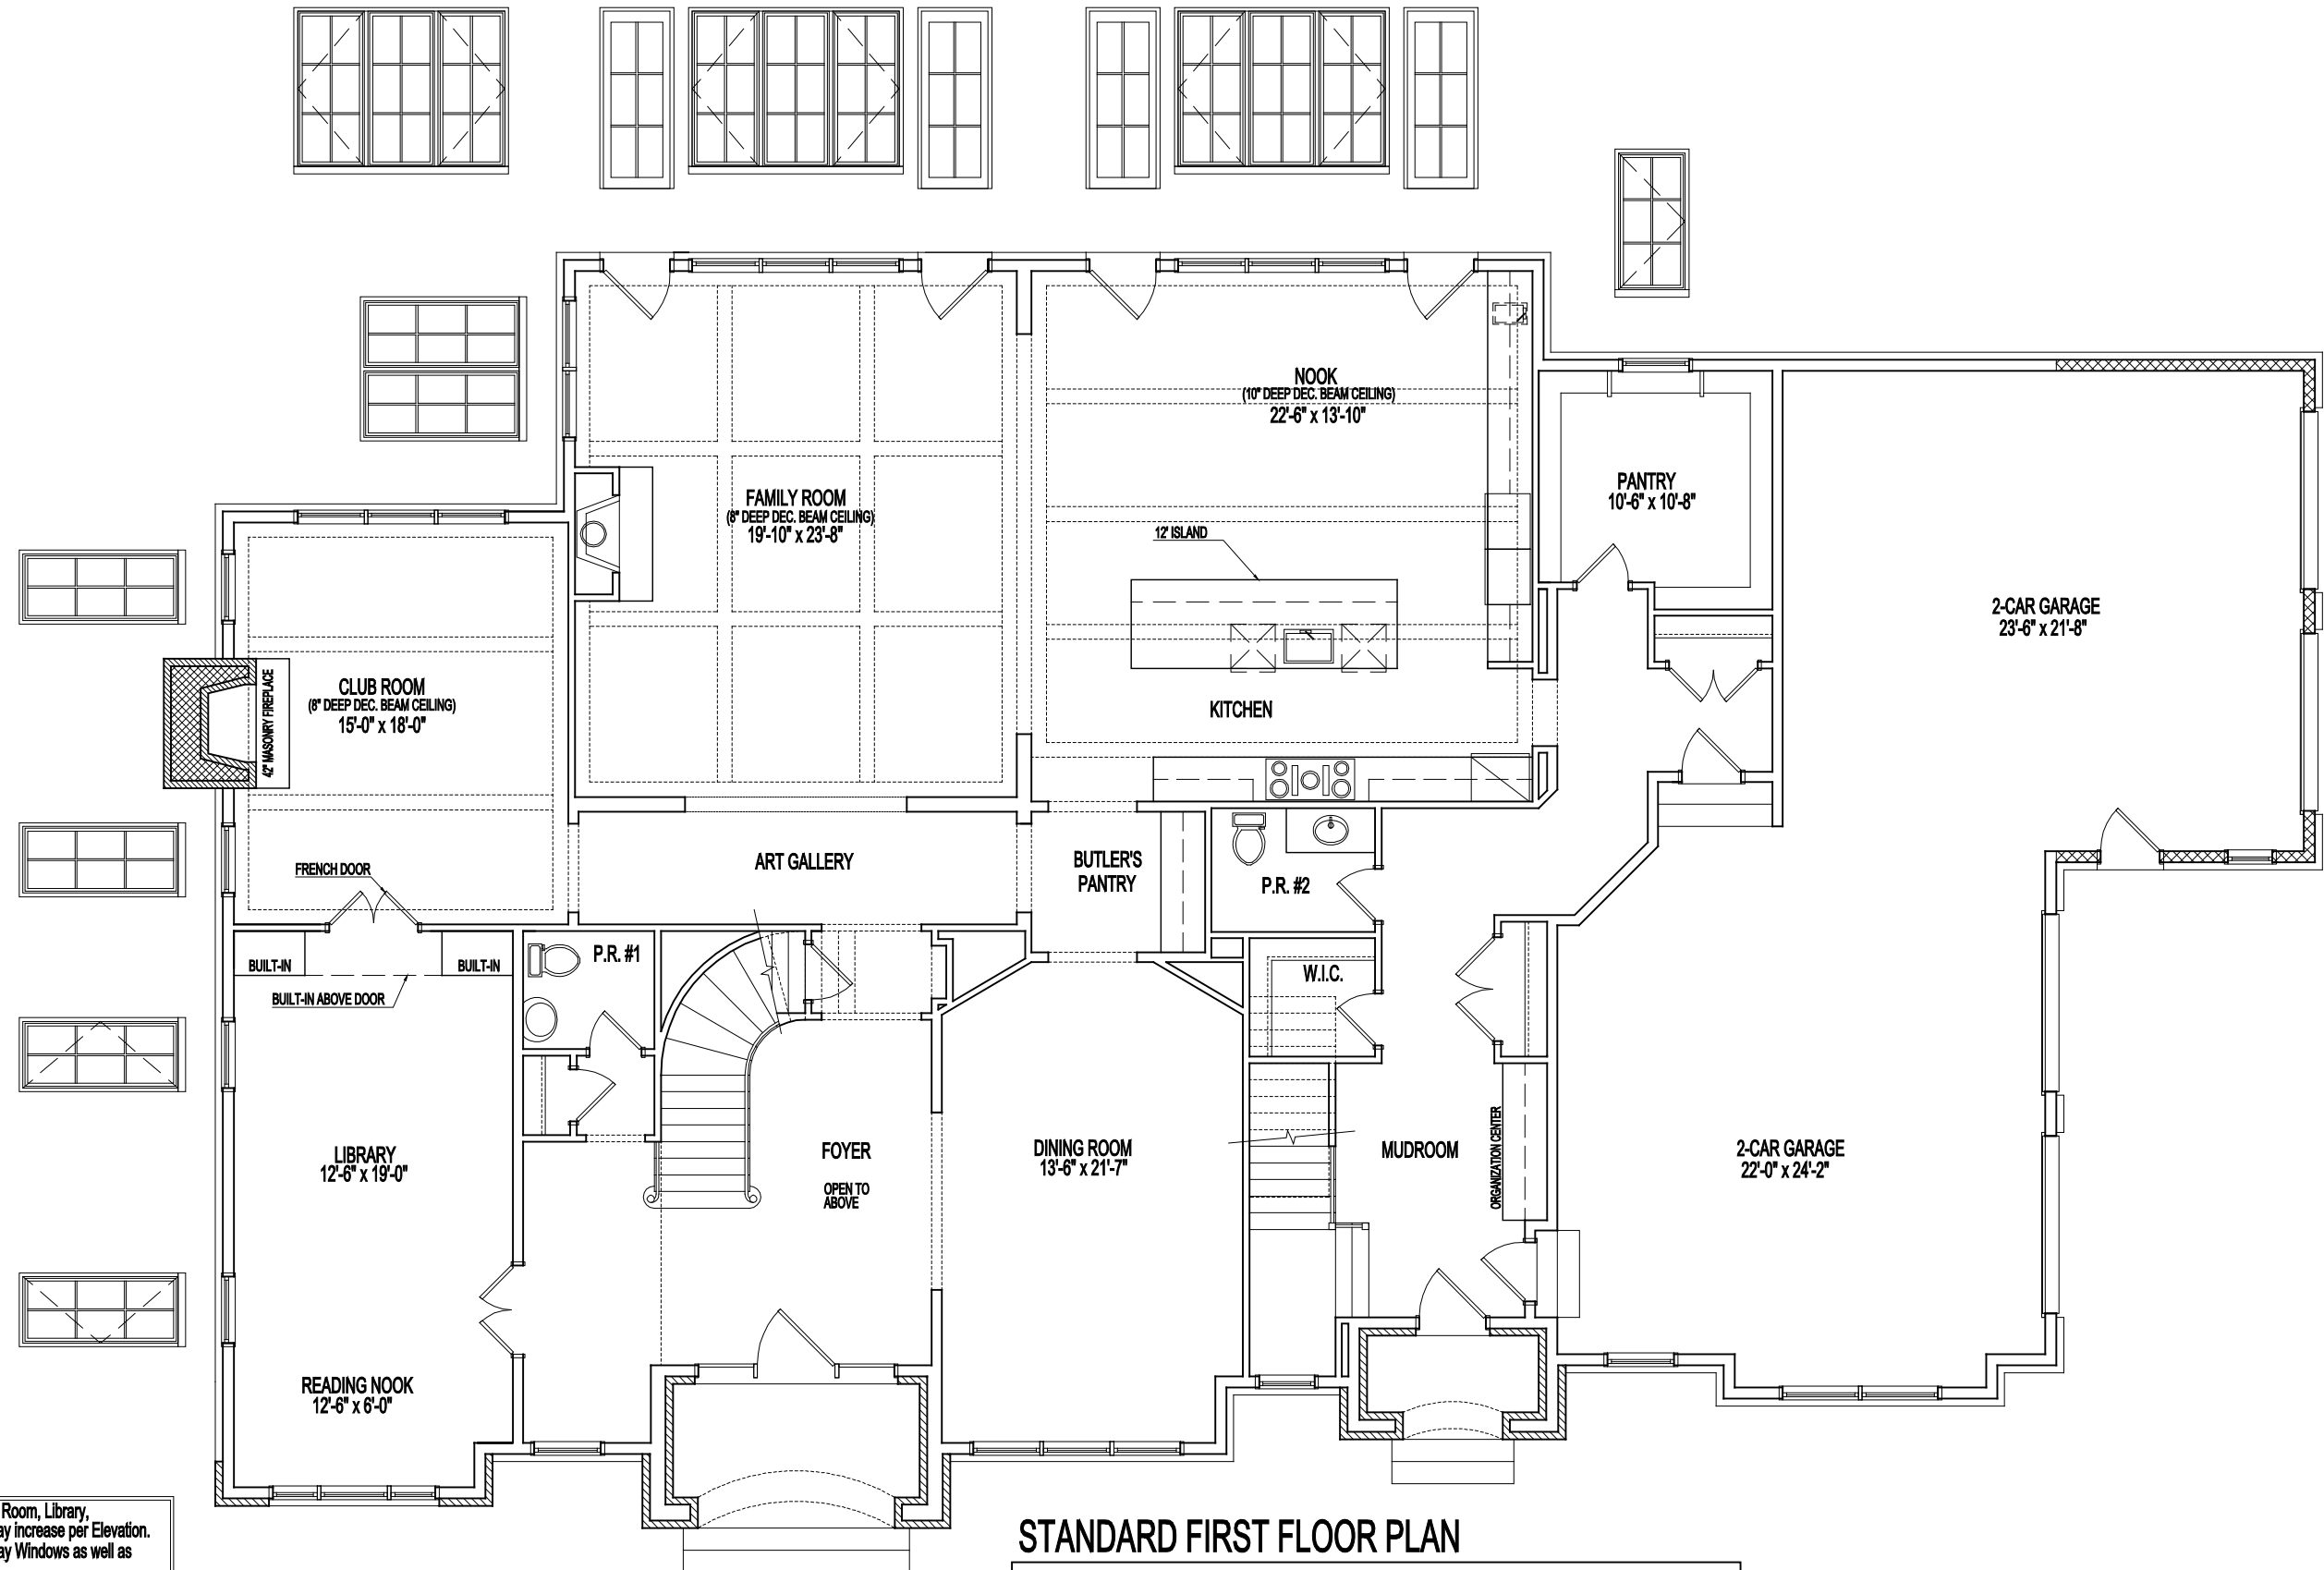 NOOK
(10" DEEP DEC. BEAM CEILING)
22'-6" x 13'-10"
PANTRY
10'-6" x 10'-8"
FAMILY ROOM
(8" DEEP DEC. BEAM CEILING)
19'-10" x 23'-8"
12' ISLAND
2-CAR GARAGE
23'-6" x 21'-8"
42" MASONRY FIREPLACE
CLUB ROOM
(8" DEEP DEC. BEAM CEILING)
15'-0" x 18'-0"
KITCHEN
FRENCH DOOR
ART GALLERY
BUTLER'S
PANTRY
P.R. #2
BUILT-IN
BUILT-IN
P.R. #1
W.I.C.
BUILT-IN ABOVE DOOR
LIBRARY
12'-6" x 19'-0"
FOYER
OPEN TO
ABOVE
DINING ROOM
13'-6" x 21'-7"
MUDROOM
ORGANIZATION CENTER
2-CAR GARAGE
22'-0" x 24'-2"
READING NOOK
12'-6" x 6'-0"
Room, Library,
ay increase per Elevation.
ay Windows as well as
STANDARD FIRST FLOOR PLAN